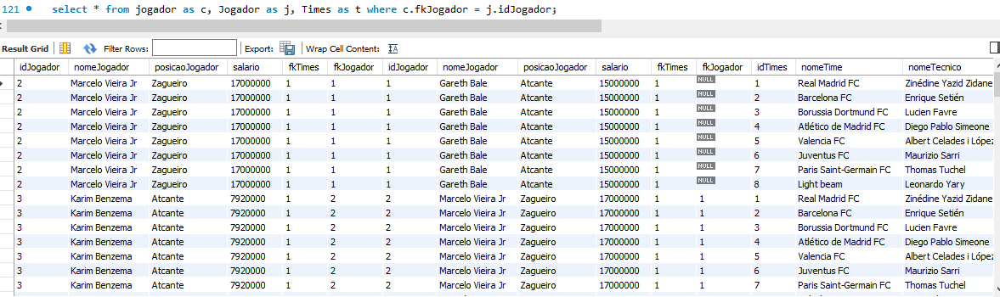 121 select * from jogador as c, Jogador as j, Times as t where c.fkJogador = j.idJogador;
Result Grid Filter Rows: Export: Wrap Cell Content:
idJogador nomeJogador posicaoJogador salario fkTimes fkJogador idJogador nomeJogador posicaoJogador salario fkTimes fkJogador idTimes nomeTime nomeTecnico
2 Marcelo Vieira Jr Zagueiro 17000000 1 1 1 Gareth Bale Atcante 15000000 1 NULL 1 Real Madrid FC Zinédine Yazid Zidane
2 Marcelo Vieira Jr Zagueiro 17000000 1 1 1 Gareth Bale Atcante 15000000 1 NULL 2 Barcelona FC Enrique Setién
2 Marcelo Vieira Jr Zagueiro 17000000 1 1 1 Gareth Bale Atcante 15000000 1 NULL 3 Borussia Dortmund FC Lucien Favre
2 Marcelo Vieira Jr Zagueiro 17000000 1 1 1 Gareth Bale Atcante 15000000 1 NULL 4 Atlético de Madrid FC Diego Pablo Simeone
2 Marcelo Vieira Jr Zagueiro 17000000 1 1 1 Gareth Bale Atcante 15000000 1 NULL 5 Valencia FC Albert Celades i López
2 Marcelo Vieira Jr Zagueiro 17000000 1 1 1 Gareth Bale Atcante 15000000 1 NULL 6 Juventus FC Maurizio Sarri
2 Marcelo Vieira Jr Zagueiro 17000000 1 1 1 Gareth Bale Atcante 15000000 1 NULL 7 Paris Saint-Germain FC Thomas Tuchel
2 Marcelo Vieira Jr Zagueiro 17000000 1 1 1 Gareth Bale Atcante 15000000 1 NULL 8 Light beam Leonardo Yary
3 Karim Benzema Atcante 7920000 1 2 2 Marcelo Vieira Jr Zagueiro 17000000 1 1 1 Real Madrid FC Zinédine Yazid Zidane
3 Karim Benzema Atcante 7920000 1 2 2 Marcelo Vieira Jr Zagueiro 17000000 1 1 2 Barcelona FC Enrique Setién
3 Karim Benzema Atcante 7920000 1 2 2 Marcelo Vieira Jr Zagueiro 17000000 1 1 3 Borussia Dortmund FC Lucien Favre
3 Karim Benzema Atcante 7920000 1 2 2 Marcelo Vieira Jr Zagueiro 17000000 1 1 4 Atlético de Madrid FC Diego Pablo Simeone
3 Karim Benzema Atcante 7920000 1 2 2 Marcelo Vieira Jr Zagueiro 17000000 1 1 5 Valencia FC Albert Celades i López
3 Karim Benzema Atcante 7920000 1 2 2 Marcelo Vieira Jr Zagueiro 17000000 1 1 6 Juventus FC Maurizio Sarri
3 Karim Benzema Atcante 7920000 1 2 2 Marcelo Vieira Jr Zagueiro 17000000 1 1 7 Paris Saint-Germain FC Thomas Tuchel